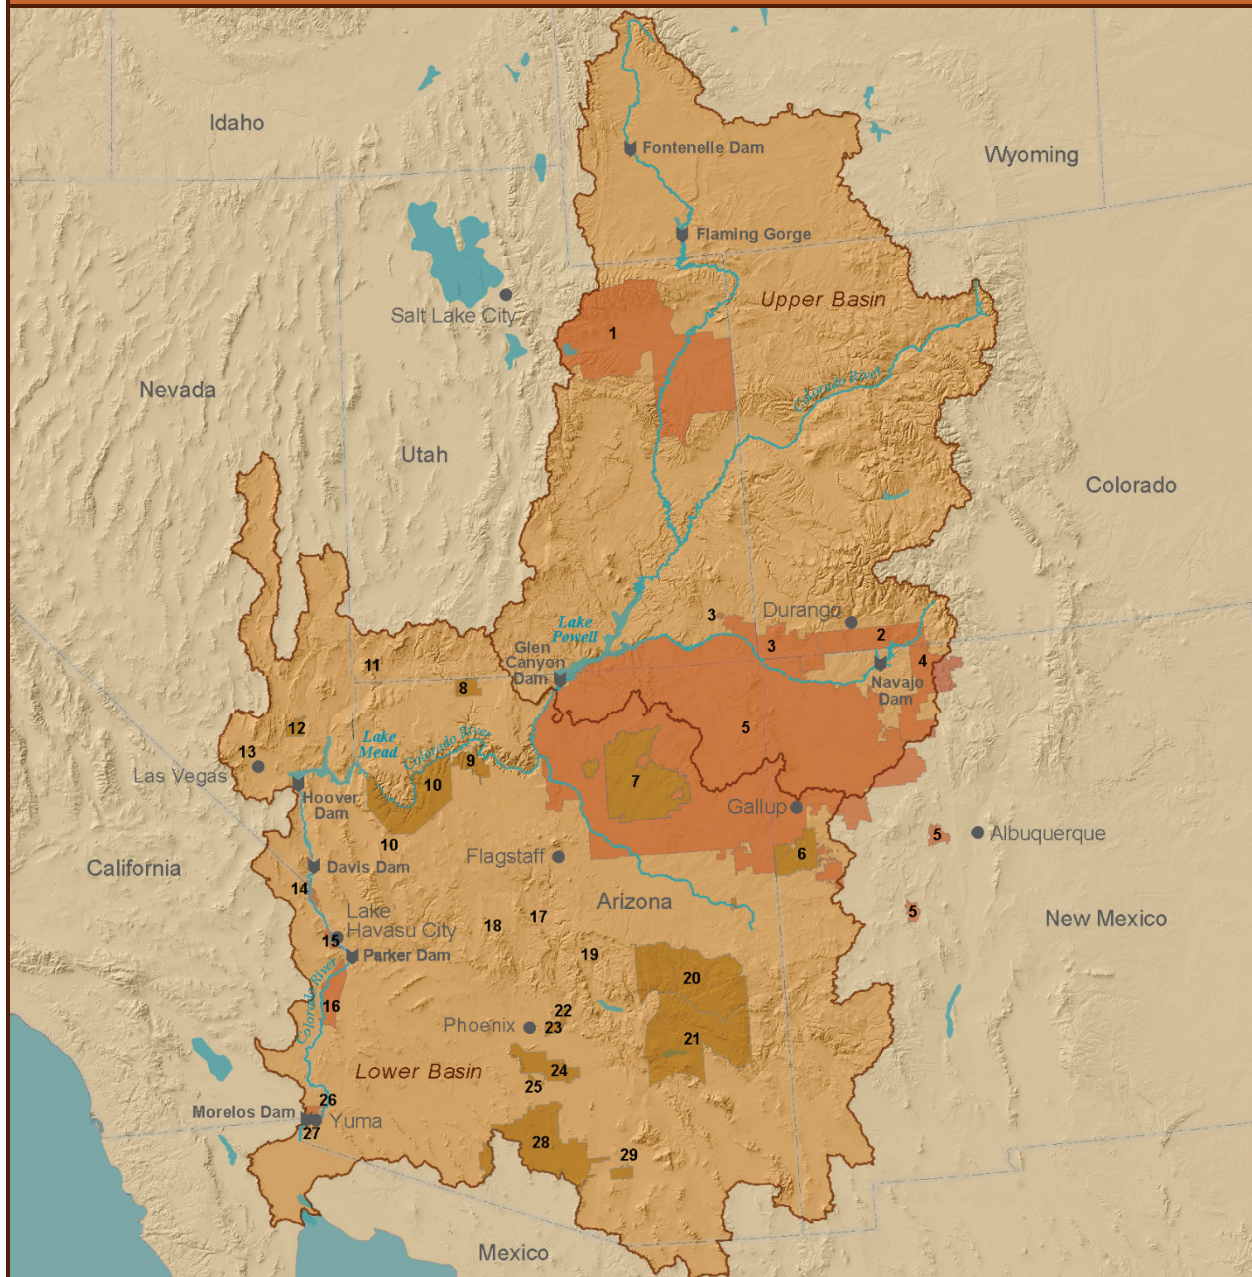 Idaho
Wyoming
Fontenelle Dam
Flaming Gorge
Upper Basin
Salt Lake City
1
Nevada
Colorado River
Utah
Colorado
Durango
3
Lake
Powell
3
2
Glen
Canyon
Dam
4
Navajo
Dam
11
8
5
12
Lake
Mead
Colorado River
13
9
Las Vegas
10
7
Hoover
Dam
Gallup
10
Albuquerque
5
Flagstaff
6
California
Davis Dam
14
Arizona
5
New Mexico
Lake
Havasu City
15
18
17
Parker Dam
19
20
Colorado River
16
22
Phoenix
23
21
Lower Basin
24
25
26
Morelos Dam
Yuma
27
28
29
Mexico